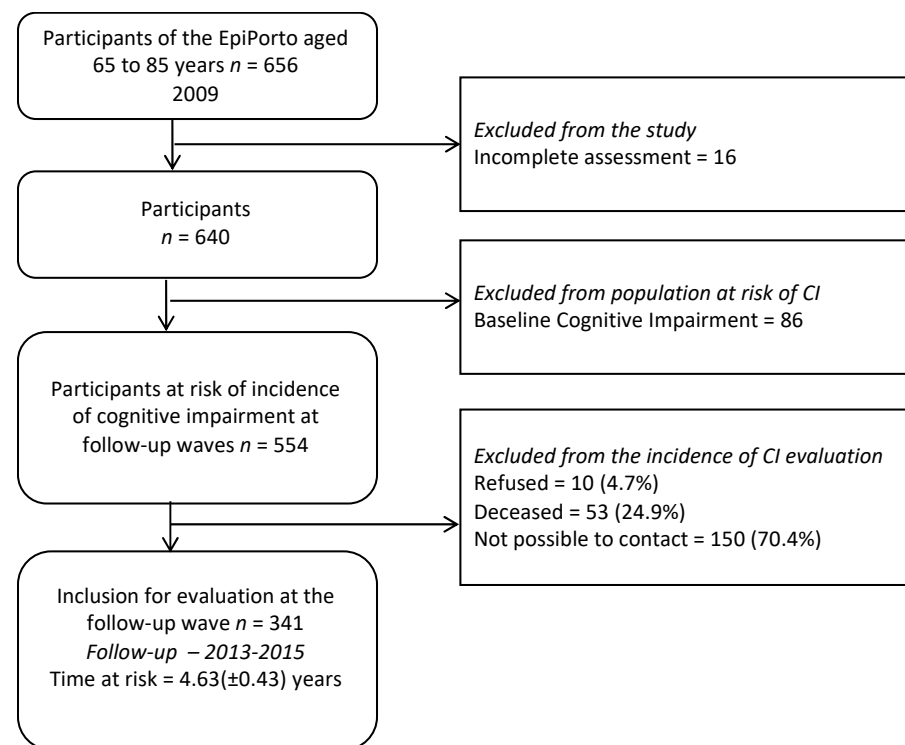 Participants of the EpiPorto aged
65 to 85 years n = 656
2009
Excluded from the study
Incomplete assessment = 16
Participants
n = 640
Excluded from population at risk of CI
Baseline Cognitive Impairment = 86
Participants at risk of incidence
of cognitive impairment at
follow-up waves n = 554
Excluded from the incidence of CI evaluation
Refused = 10 (4.7%)
Deceased = 53 (24.9%)
Not possible to contact = 150 (70.4%)
Inclusion for evaluation at the
follow-up wave n = 341
Follow-up – 2013-2015
Time at risk = 4.63(±0.43) years